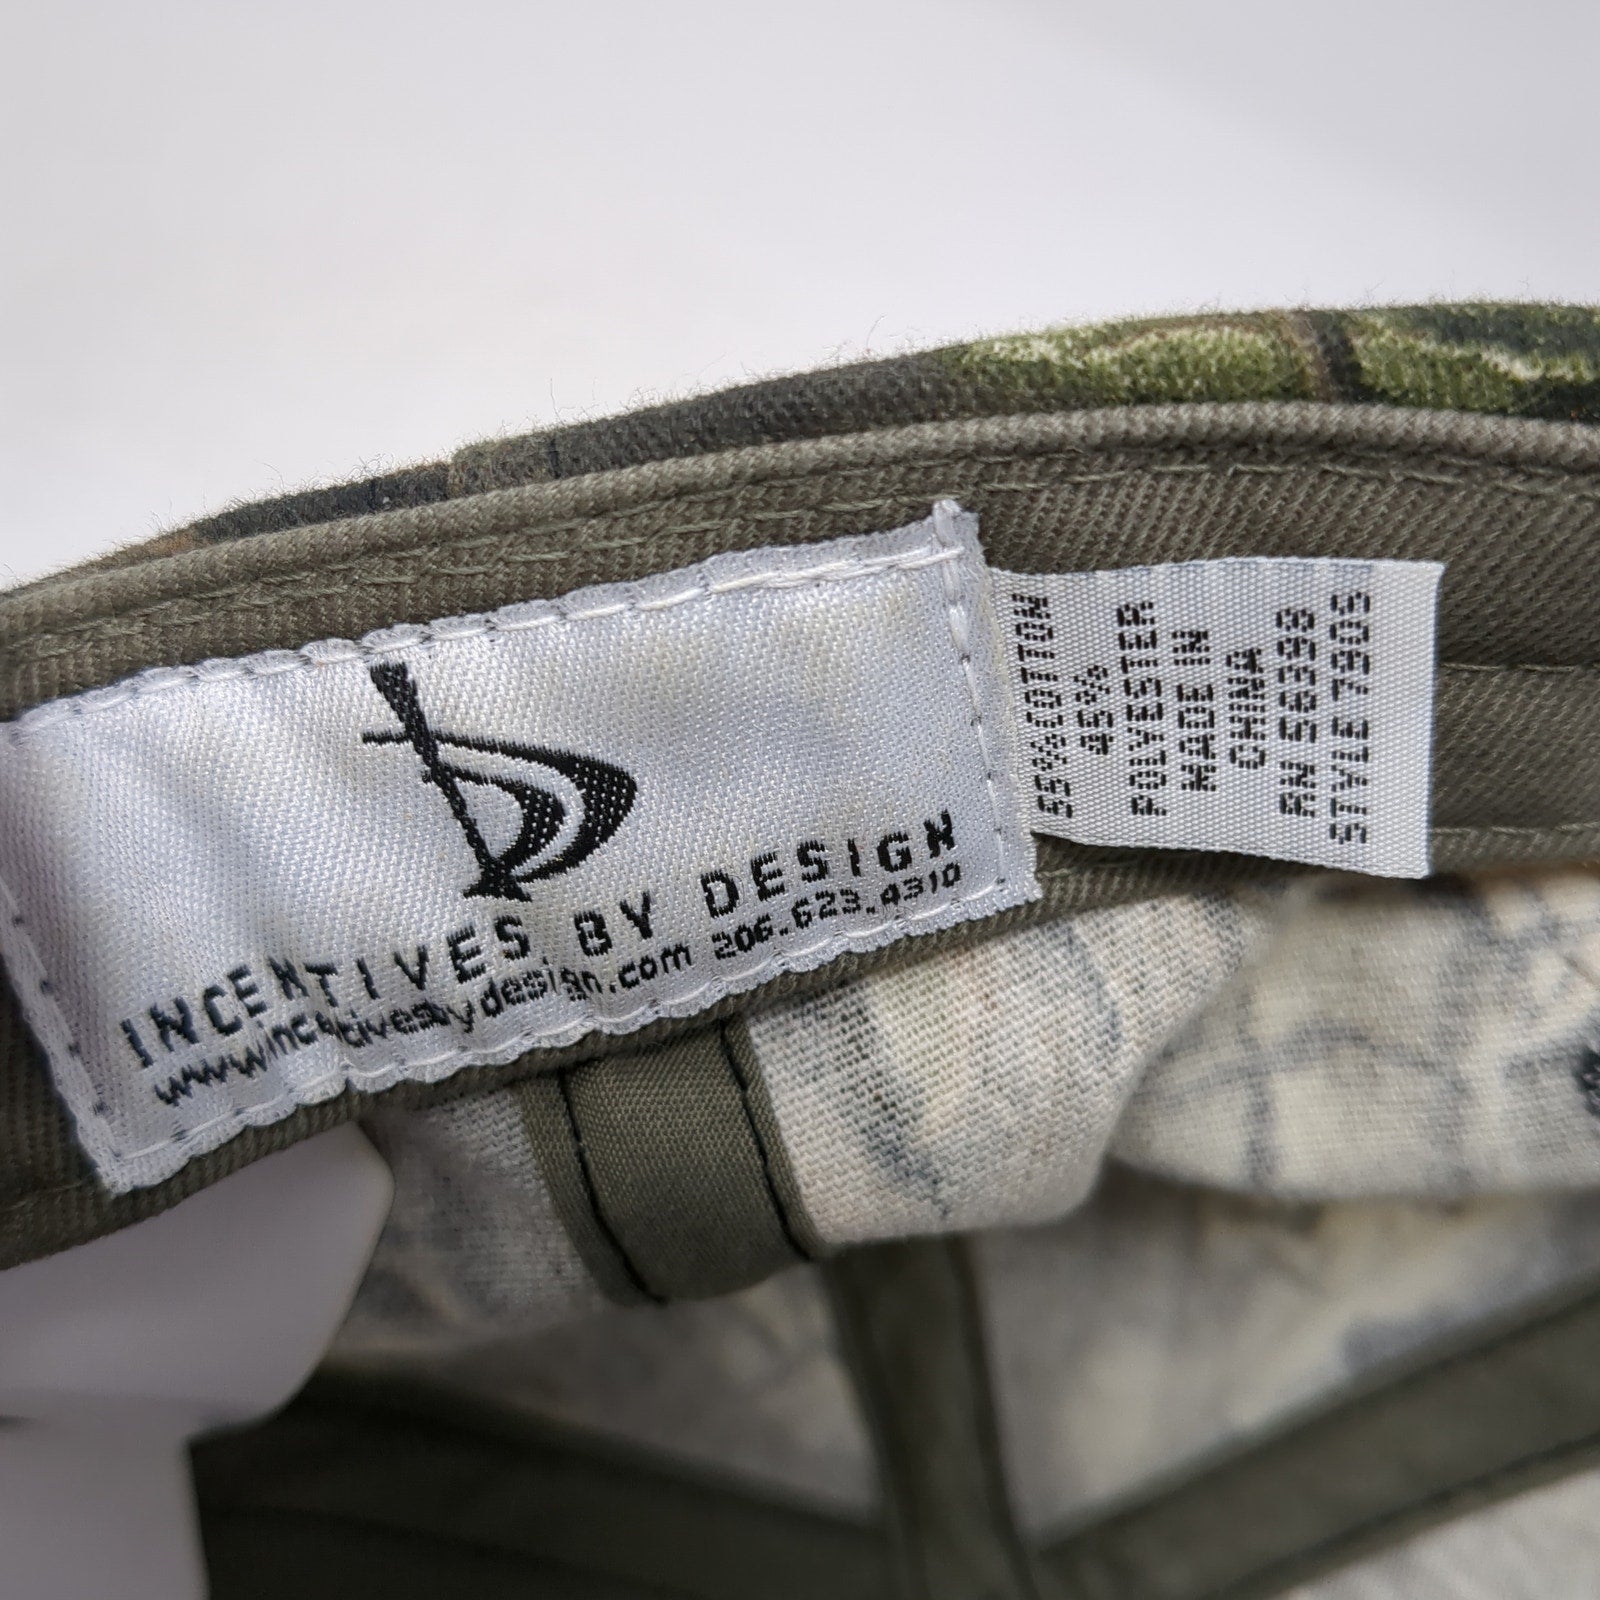 INCENTIVES BY DESIGN
www.incentivesbydesign.com 206.623.4310
55% COTTON
45%
POLYESTER
MADE IN
CHINA
RN 56398
STYLE 7905